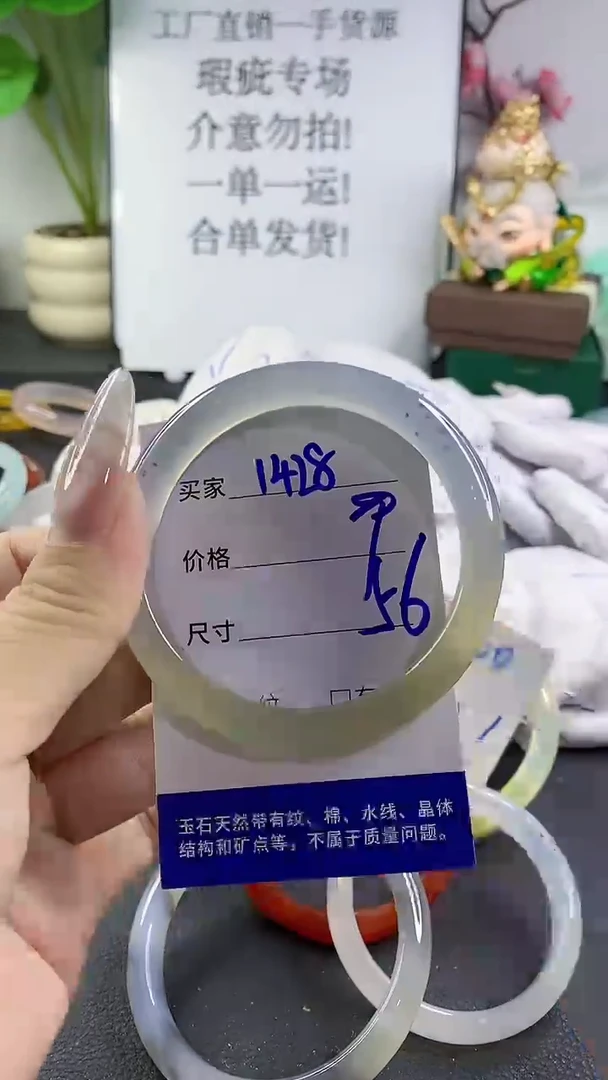 工厂直销一手货源
瑕疵专场
介意勿拍!
一单一运!
合单发货!
买家 1428
价格
尺寸 56
玉石天然带有纹、棉、水线、晶体
结构和矿点等，不属于质量问题。